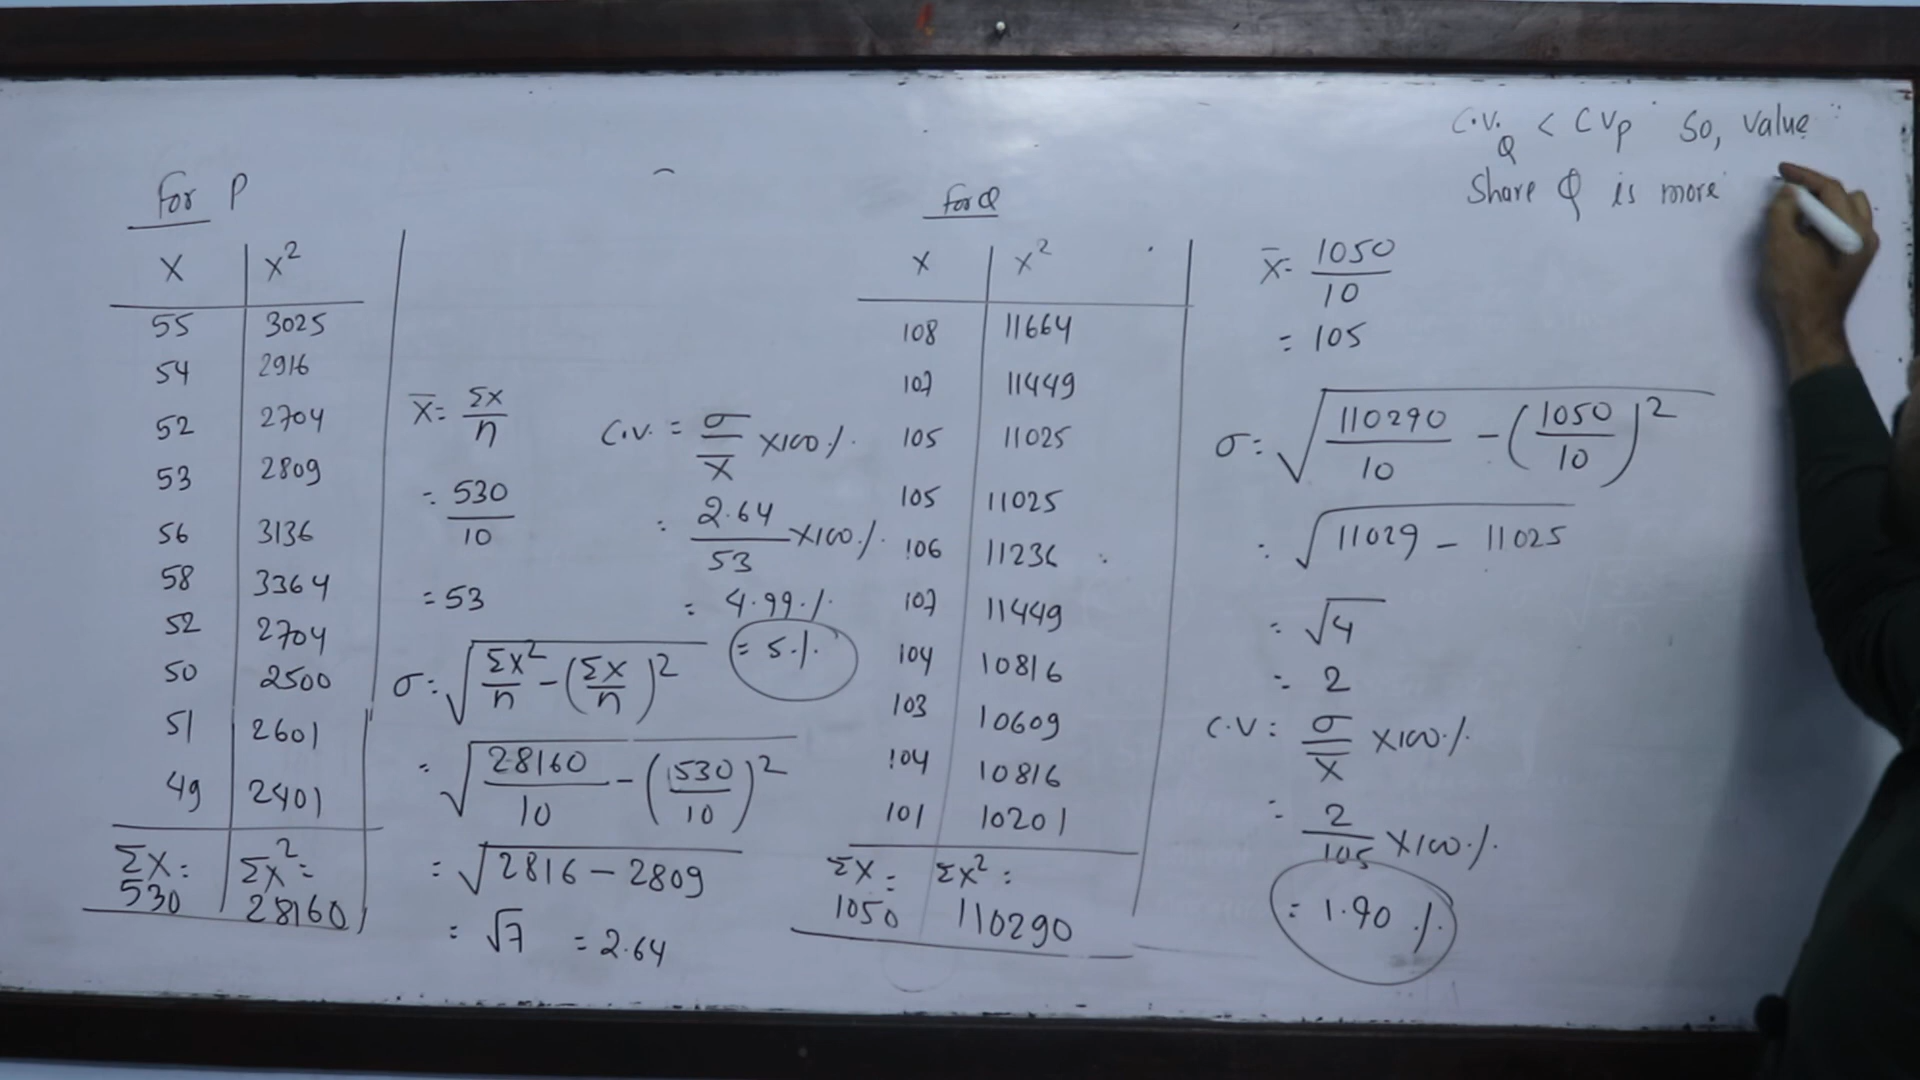 C.V.Q < CVP So, value
Share Q is more
For P
X X²
55 3025
54 2916
52 2704
53 2809
56 3136
58 3364
52 2704
50 2500
51 2601
49 2401
ΣX = 530 ΣX² = 28160
X̄ = ΣX/n
= 530/10
= 53
σ = √(ΣX²/n − (ΣX/n)²)
= √(28160/10 − (530/10)²)
= √(2816 − 2809)
= √7 = 2.64
C.V. = σ/X̄ × 100 %
= 2.64/53 × 100 %
= 4.99 %
= 5 %
For Q
X X²
108 11664
107 11449
105 11025
105 11025
106 11236
107 11449
104 10816
103 10609
104 10816
101 10201
ΣX = 1050 ΣX² = 110290
X̄ = 1050/10
= 105
σ = √(110290/10 − (1050/10)²)
= √(11029 − 11025)
= √4
= 2
C.V = σ/X̄ × 100 %
= 2/105 × 100 %
= 1.90 %